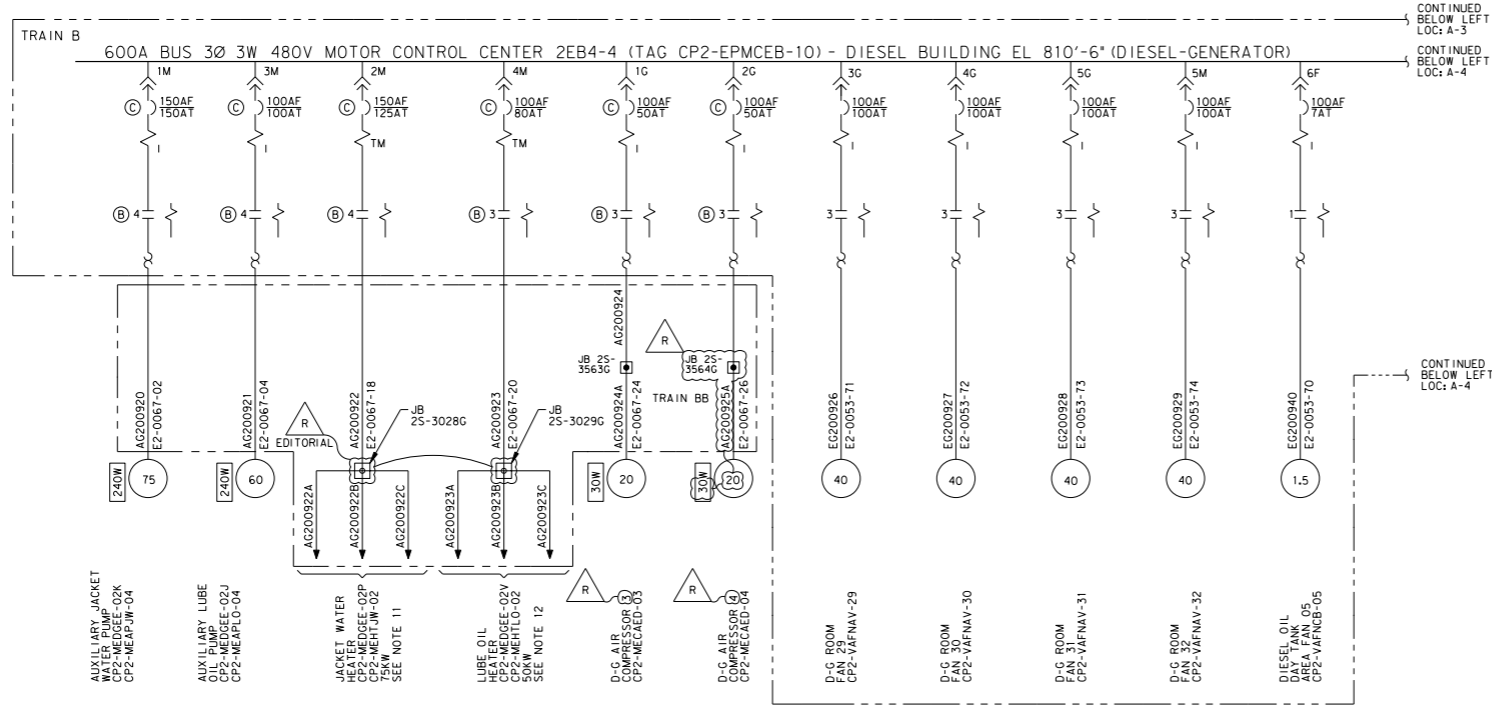 CONTINUED
BELOW LEFT
LOC: A-3
TRAIN B
600A BUS 3Ø 3W 480V MOTOR CONTROL CENTER 2EB4-4 (TAG CP2-EPMCEB-10) - DIESEL BUILDING EL 810'-6" (DIESEL-GENERATOR)
CONTINUED
BELOW LEFT
LOC: A-4
1M
3M
2M
4M
1G
2G
3G
4G
5G
5M
6F
C 150AF
150AT
C 100AF
100AT
C 150AF
125AT
C 100AF
80AT
C 100AF
50AT
C 100AF
50AT
100AF
100AT
100AF
100AT
100AF
100AT
100AF
100AT
100AF
7AT
I
I
TM
TM
I
I
I
I
I
I
I
B 4
B 4
B 4
B 3
B 3
B 3
3
3
3
3
1
CONTINUED
BELOW LEFT
LOC: A-4
AG200920
E2-0067-02
AG200921
E2-0067-04
AG200922
E2-0067-18
AG200923
E2-0067-20
AG200924
JB 2S-
3563G
AG200924A
E2-0067-24
R
JB 2S-
3564G
TRAIN BB
AG200925A
E2-0067-26
EG200926
E2-0053-71
EG200927
E2-0053-72
EG200928
E2-0053-73
EG200929
E2-0053-74
EG200940
E2-0053-70
R
EDITORIAL
JB
2S-3028G
JB
2S-3029G
240W
75
240W
60
30W
20
30W
20
40
40
40
40
1.5
AG200922A
AG200922B
AG200922C
AG200923A
AG200923B
AG200923C
AUXILIARY JACKET
WATER PUMP
CP2-MEDGEE-02K
CP2-MEAPJW-04
AUXILIARY LUBE
OIL PUMP
CP2-MEDGEE-02J
CP2-MEAPLO-04
JACKET WATER
HEATER
CP2-MEDGEE-02P
CP2-MEHTJW-02
75KW
SEE NOTE 11
LUBE OIL
HEATER
CP2-MEDGEE-02V
CP2-MEHTLO-02
50KW
SEE NOTE 12
R
D-G AIR
COMPRESSOR 3
CP2-MECAED-03
R
D-G AIR
COMPRESSOR 4
CP2-MECAED-04
D-G ROOM
FAN 29
CP2-VAFNAV-29
D-G ROOM
FAN 30
CP2-VAFNAV-30
D-G ROOM
FAN 31
CP2-VAFNAV-31
D-G ROOM
FAN 32
CP2-VAFNAV-32
DIESEL OIL
DAY TANK
AREA FAN 05
CP2-VAFNCB-05